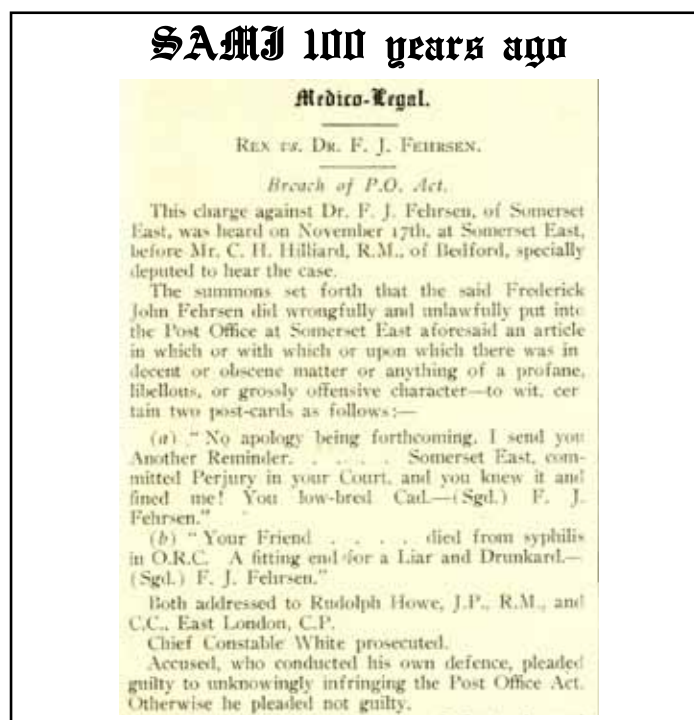 SAMJ 100 years ago
Medico-Legal.
REX vs. DR. F. J. FEHRSEN.
Breach of P.O. Act.
This charge against Dr. F. J. Fehrsen, of Somerset
East, was heard on November 17th, at Somerset East,
before Mr. C. H. Hilliard, R.M., of Bedford, specially
deputed to hear the case.
The summons set forth that the said Frederick
John Fehrsen did wrongfully and unlawfully put into
the Post Office at Somerset East aforesaid an article
in which or with which or upon which there was in
decent or obscene matter or anything of a profane,
libellous, or grossly offensive character—to wit, cer
tain two post-cards as follows:—
(a) "No apology being forthcoming, I send you
Another Reminder. . . . . Somerset East, com-
mitted Perjury in your Court, and you knew it and
fined me! You low-bred Cad.—(Sgd.) F. J.
Fehrsen."
(b) "Your Friend . . . . died from syphilis
in O.R.C. A fitting end for a Liar and Drunkard.—
(Sgd.) F. J. Fehrsen."
Both addressed to Rudolph Howe, J.P., R.M., and
C.C., East London, C.P.
Chief Constable White prosecuted.
Accused, who conducted his own defence, pleaded
guilty to unknowingly infringing the Post Office Act.
Otherwise he pleaded not guilty.